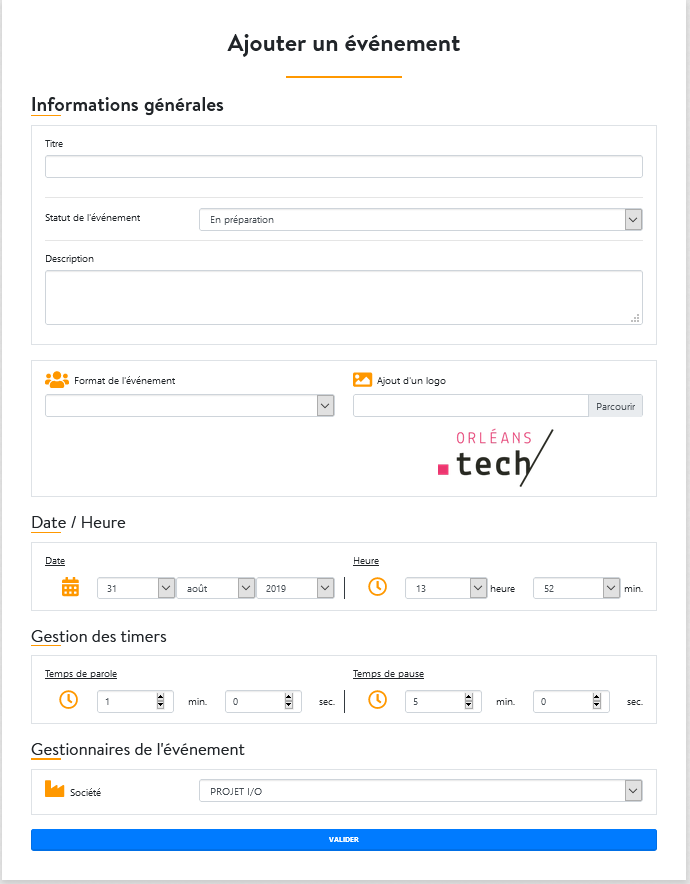 Ajouter un événement
Informations générales
Titre
Statut de l'événement En préparation
Description
Format de l'événement Ajout d'un logo
Parcourir
ORLÉANS
.tech/
Date / Heure
Date Heure
31 août 2019 13 heure 52 min.
Gestion des timers
Temps de parole Temps de pause
1 min. 0 sec. 5 min. 0 sec.
Gestionnaires de l'événement
Société PROJET I/O
VALIDER